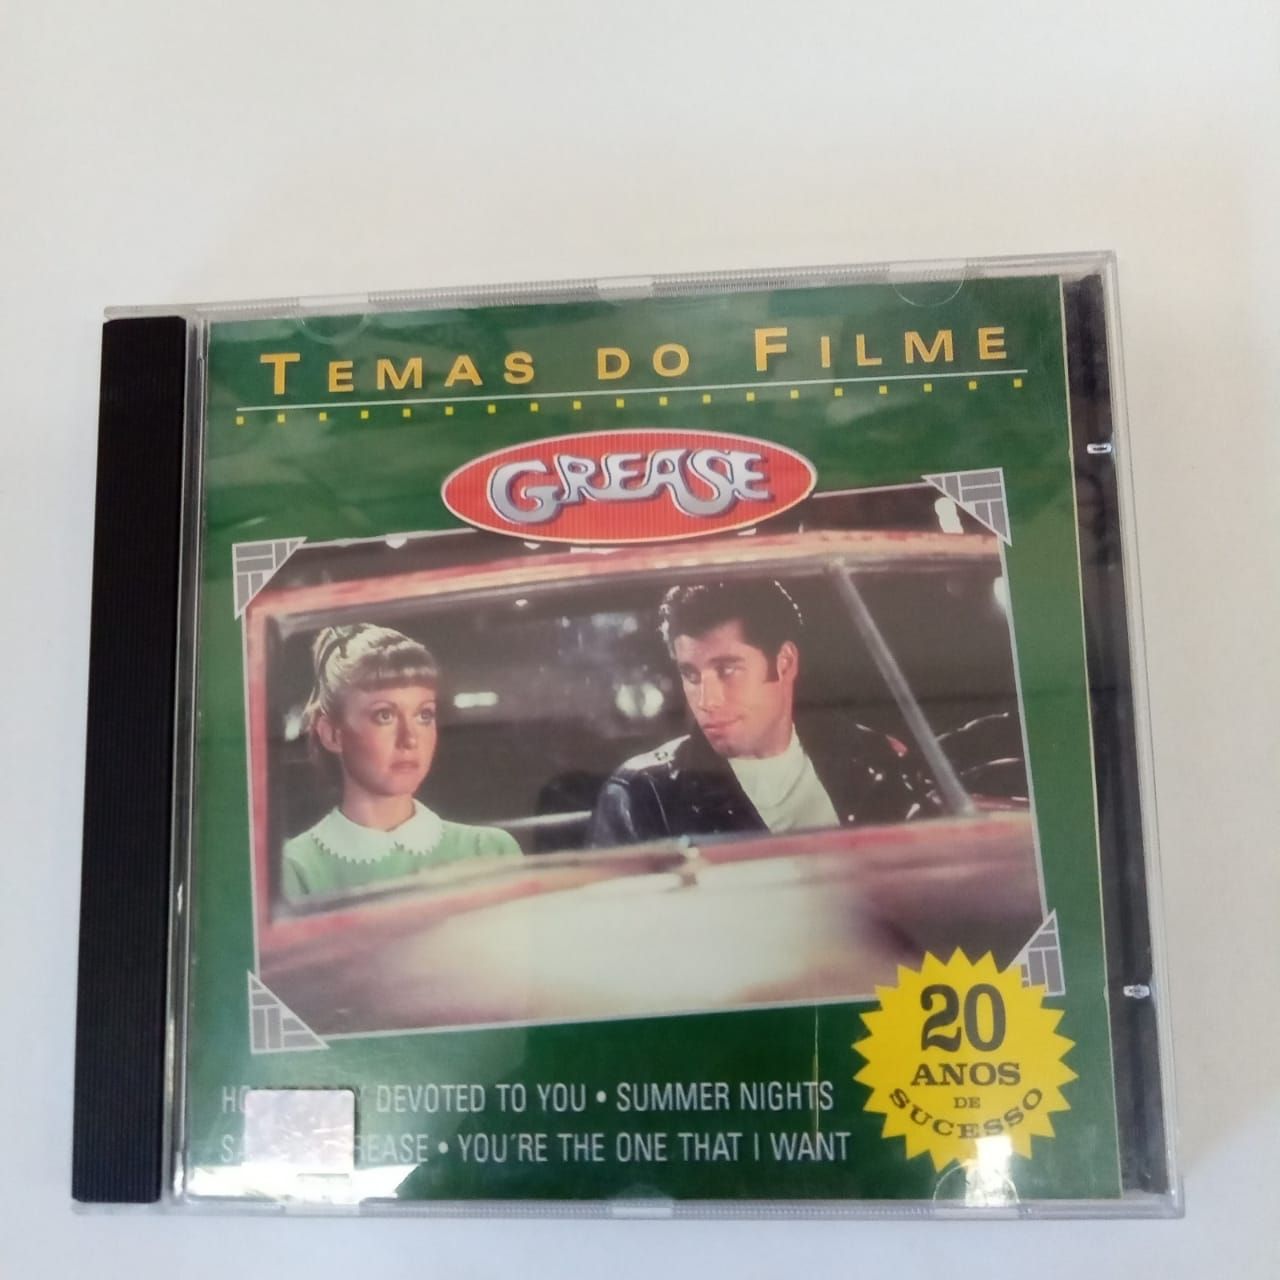 TEMAS DO FILME
GREASE
DEVOTED TO YOU • SUMMER NIGHTS
• YOU'RE THE ONE THAT I WANT
20
ANOS
DE
SUCESSO